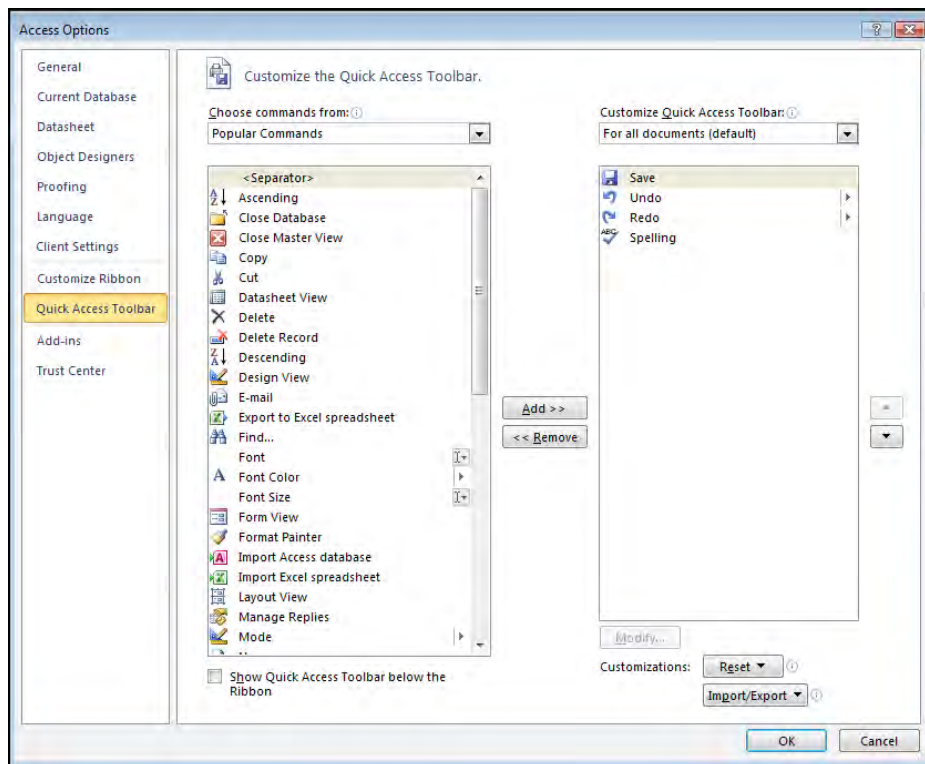 Access Options
General
Current Database
Datasheet
Object Designers
Proofing
Language
Client Settings
Customize Ribbon
Quick Access Toolbar
Add-ins
Trust Center
Customize the Quick Access Toolbar.
Choose commands from:
Popular Commands
<Separator>
Ascending
Close Database
Close Master View
Copy
Cut
Datasheet View
Delete
Delete Record
Descending
Design View
E-mail
Export to Excel spreadsheet
Find...
Font
Font Color
Font Size
Form View
Format Painter
Import Access database
Import Excel spreadsheet
Layout View
Manage Replies
Mode
Show Quick Access Toolbar below the
Ribbon
Add >>
<< Remove
Customize Quick Access Toolbar:
For all documents (default)
Save
Undo
Redo
Spelling
Modify...
Customizations:
Reset
Import/Export
OK
Cancel